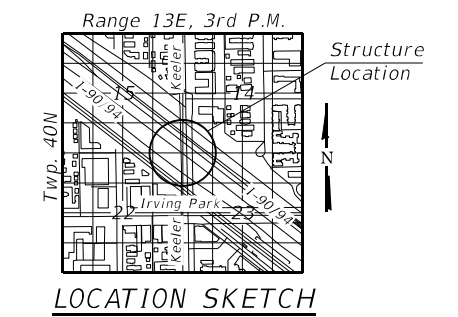 Range 13E, 3rd P.M.
Structure
Location
Keeler
15
14
I-90/94
Twp. 40N
N
I-90/94
Irving Park
22
23
Keeler
LOCATION SKETCH